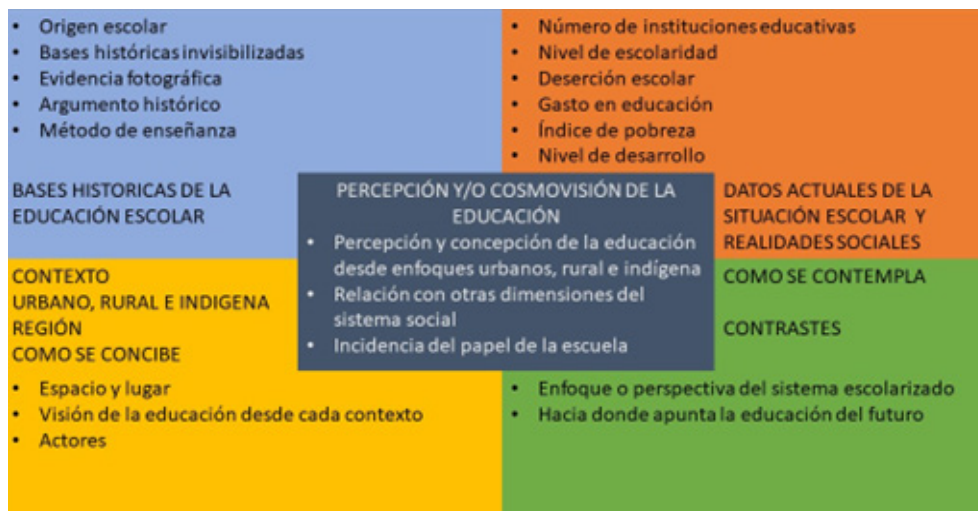 • Origen escolar
• Bases históricas invisibilizadas
• Evidencia fotográfica
• Argumento histórico
• Método de enseñanza
BASES HISTORICAS DE LA
EDUCACIÓN ESCOLAR
• Número de instituciones educativas
• Nivel de escolaridad
• Deserción escolar
• Gasto en educación
• Índice de pobreza
• Nivel de desarrollo
DATOS ACTUALES DE LA
SITUACIÓN ESCOLAR Y
REALIDADES SOCIALES
PERCEPCIÓN Y/O COSMOVISIÓN DE LA
EDUCACIÓN
• Percepción y concepción de la educación
desde enfoques urbanos, rural e indígena
• Relación con otras dimensiones del
sistema social
• Incidencia del papel de la escuela
CONTEXTO
URBANO, RURAL E INDIGENA
REGIÓN
COMO SE CONCIBE
• Espacio y lugar
• Visión de la educación desde cada contexto
• Actores
COMO SE CONTEMPLA
CONTRASTES
• Enfoque o perspectiva del sistema escolarizado
• Hacia donde apunta la educación del futuro